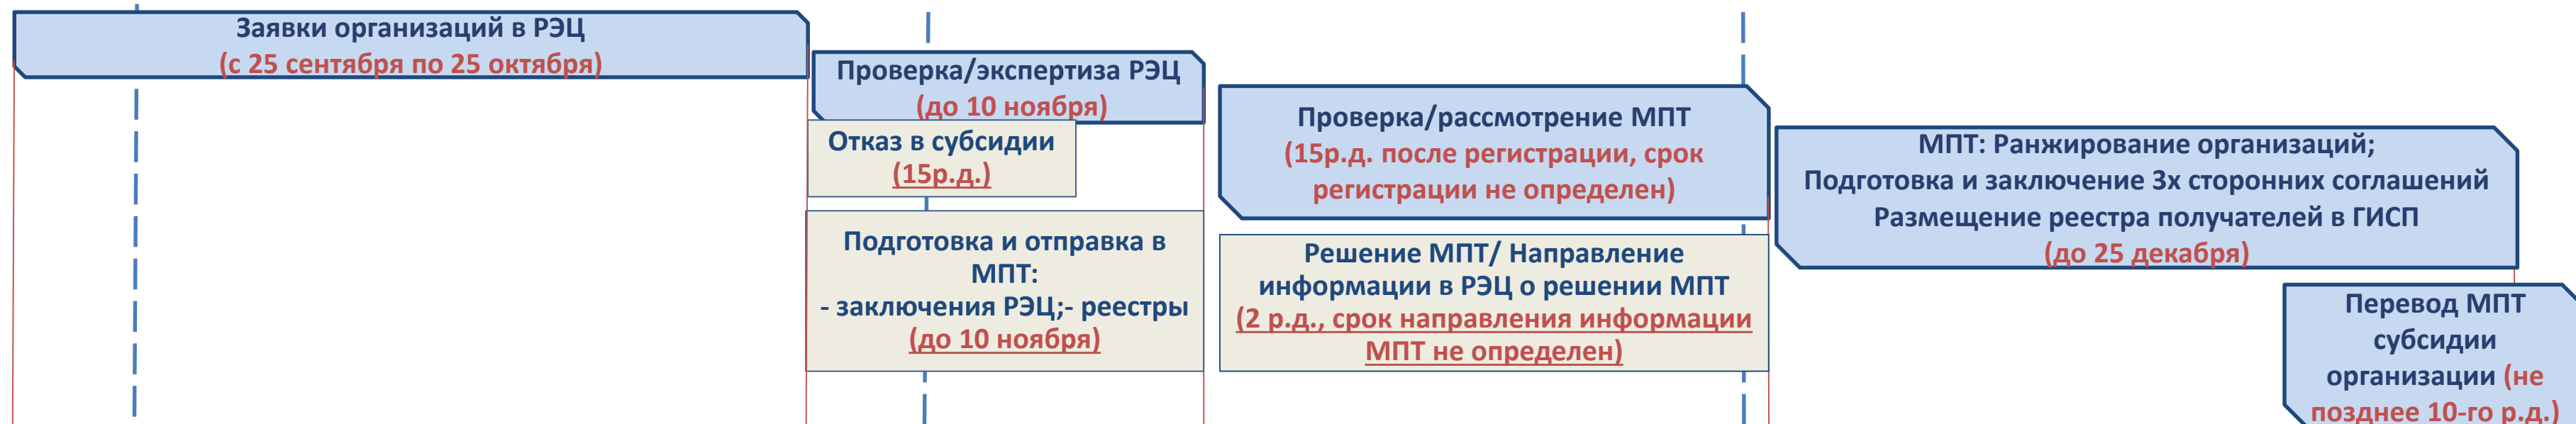 Заявки организаций в РЭЦ
(с 25 сентября по 25 октября)
Проверка/экспертиза РЭЦ
(до 10 ноября)
Отказ в субсидии
(15р.д.)
Подготовка и отправка в
МПТ:
- заключения РЭЦ;- реестры
(до 10 ноября)
Проверка/рассмотрение МПТ
(15р.д. после регистрации, срок
регистрации не определен)
Решение МПТ/ Направление
информации в РЭЦ о решении МПТ
(2 р.д., срок направления информации
МПТ не определен)
МПТ: Ранжирование организаций;
Подготовка и заключение 3х сторонних соглашений
Размещение реестра получателей в ГИСП
(до 25 декабря)
Перевод МПТ
субсидии
организации (не
позднее 10-го р.д.)